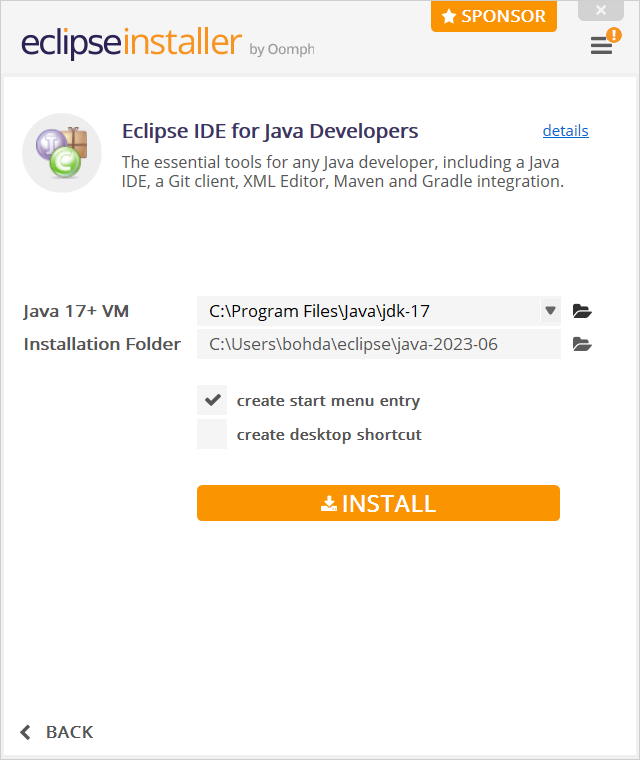 SPONSOR
eclipseinstaller by Oomph
Eclipse IDE for Java Developers
details
The essential tools for any Java developer, including a Java
IDE, a Git client, XML Editor, Maven and Gradle integration.
Java 17+ VM
C:\Program Files\Java\jdk-17
Installation Folder
C:\Users\bohda\eclipse\java-2023-06
create start menu entry
create desktop shortcut
INSTALL
BACK